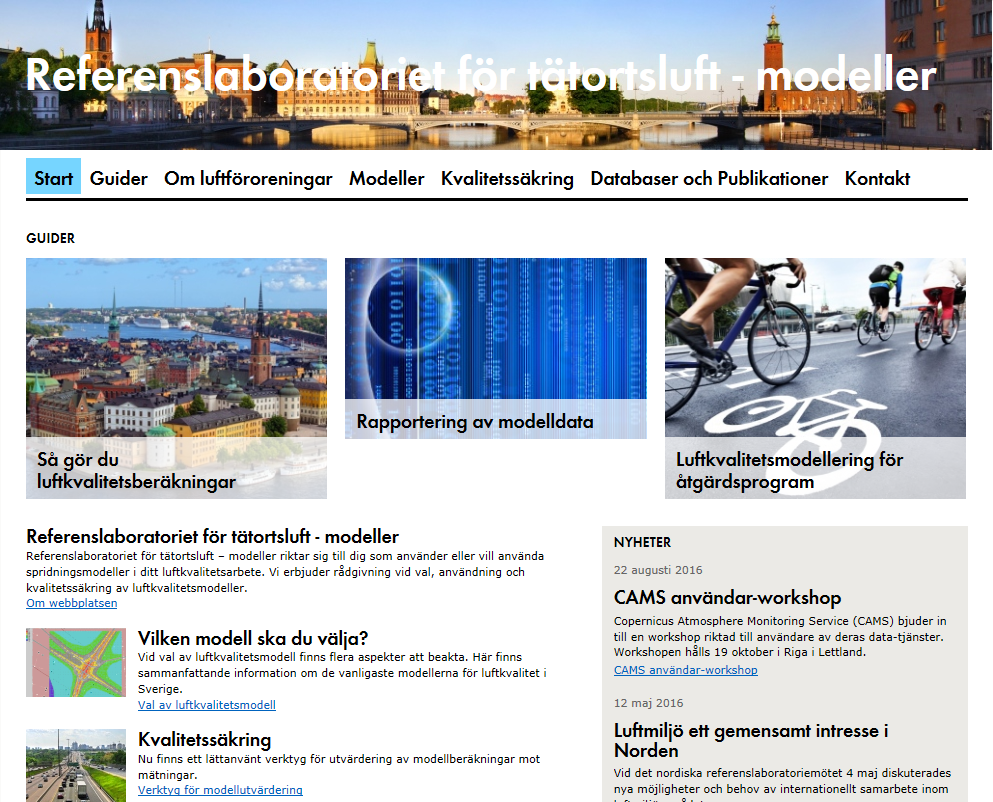 Referenslaboratoriet för tätortsluft - modeller
Start Guider Om luftföroreningar Modeller Kvalitetssäkring Databaser och Publikationer Kontakt
GUIDER
Så gör du
luftkvalitetsberäkningar
Rapportering av modelldata
Luftkvalitetsmodellering för
åtgärdsprogram
Referenslaboratoriet för tätortsluft - modeller
Referenslaboratoriet för tätortsluft – modeller riktar sig till dig som använder eller vill använda
spridningsmodeller i ditt luftkvalitetsarbete. Vi erbjuder rådgivning vid val, användning och
kvalitetssäkring av luftkvalitetsmodeller.
Om webbplatsen
Vilken modell ska du välja?
Vid val av luftkvalitetsmodell finns flera aspekter att beakta. Här finns
sammanfattande information om de vanligaste modellerna för luftkvalitet i
Sverige.
Val av luftkvalitetsmodell
Kvalitetssäkring
Nu finns ett lättanvänt verktyg för utvärdering av modellberäkningar mot
mätningar.
Verktyg för modellutvärdering
NYHETER
22 augusti 2016
CAMS användar-workshop
Copernicus Atmosphere Monitoring Service (CAMS) bjuder in
till en workshop riktad till användare av deras data-tjänster.
Workshopen hålls 19 oktober i Riga i Lettland.
CAMS användar-workshop
12 maj 2016
Luftmiljö ett gemensamt intresse i
Norden
Vid det nordiska referenslaboratoriemötet 4 maj diskuterades
nya möjligheter och behov av internationellt samarbete inom